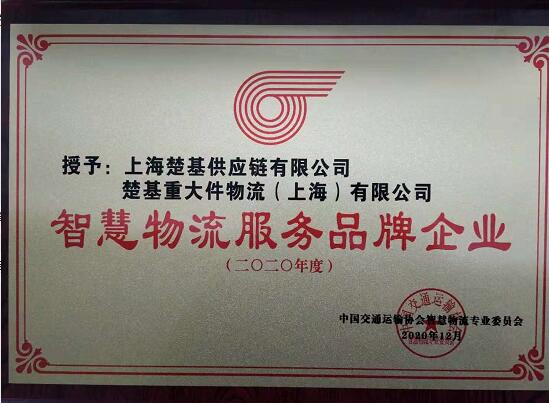 授予：上海楚基供应链有限公司
楚基重大件物流（上海）有限公司
智慧物流服务品牌企业
（二〇二〇年度）
中国交通运输协会智慧物流专业委员会
2020年12月